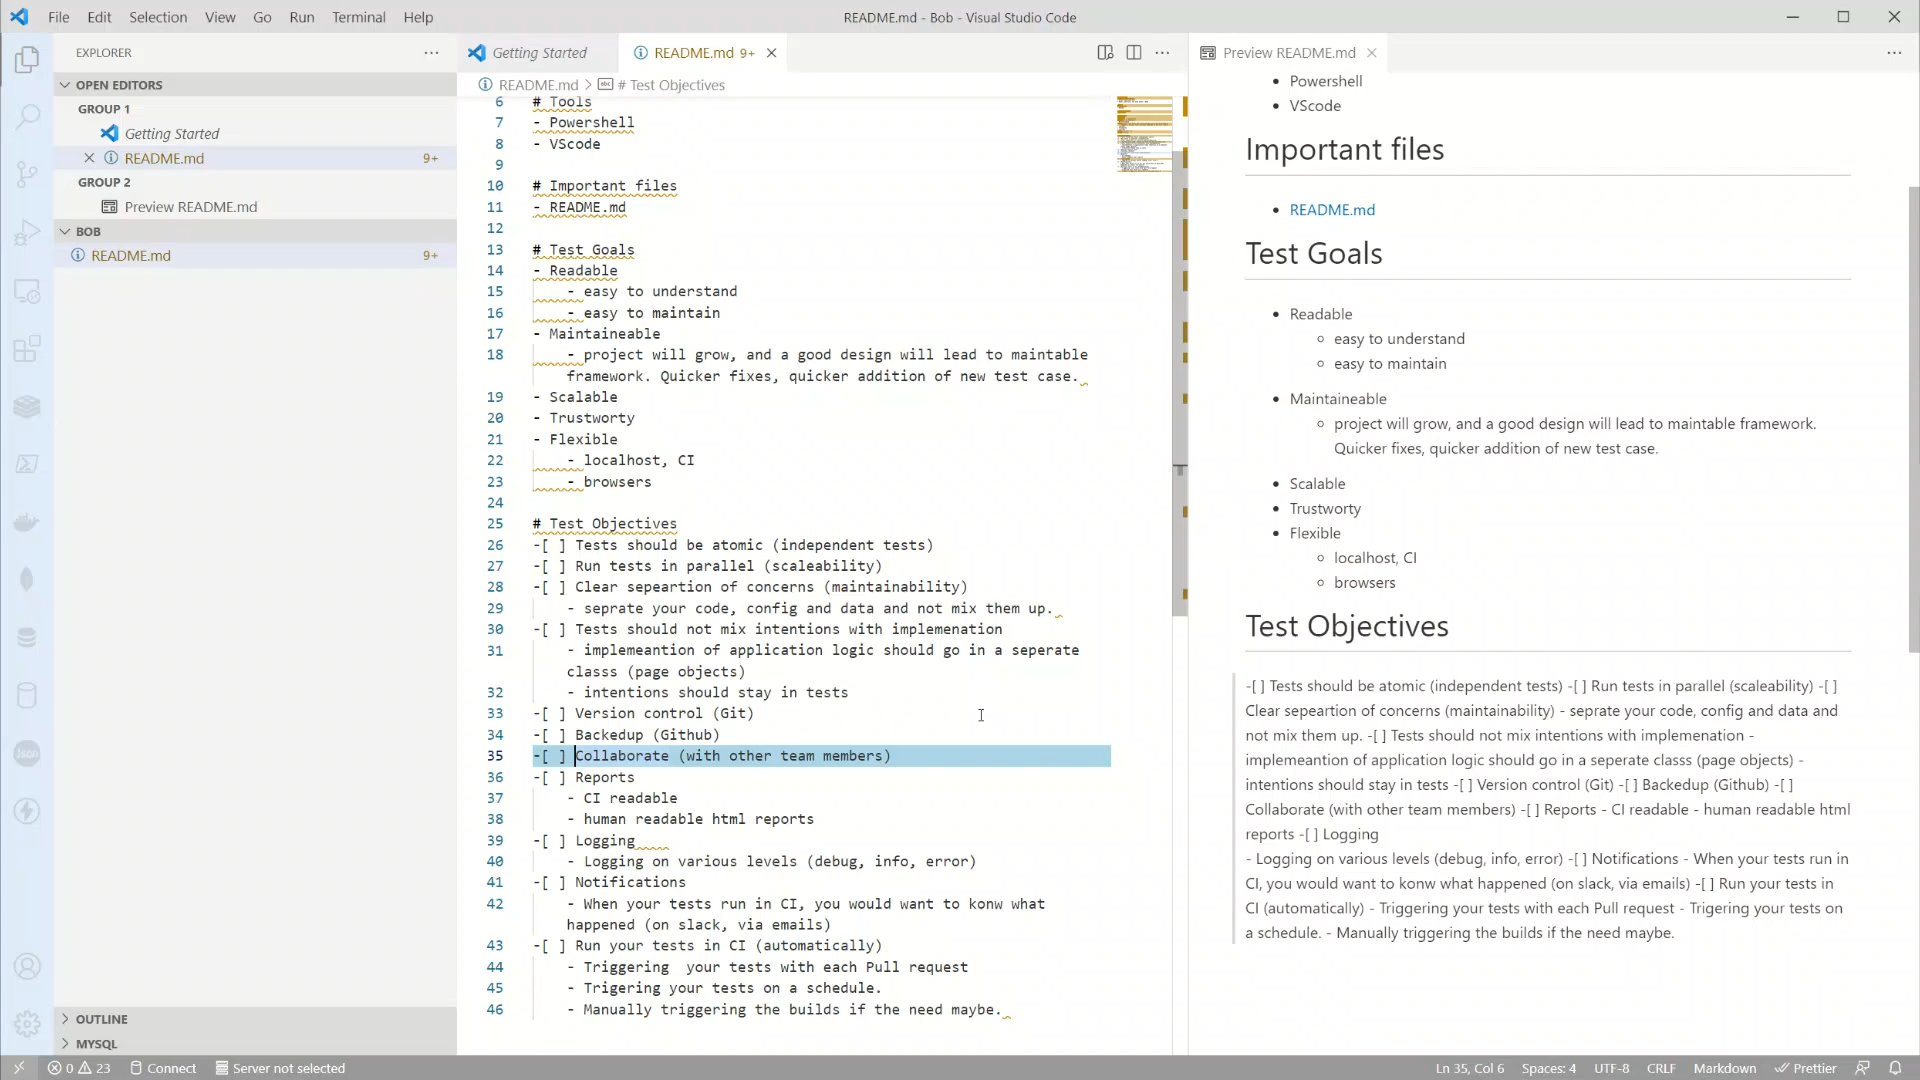 File Edit Selection View Go Run Terminal Help
README.md - Bob - Visual Studio Code
EXPLORER
OPEN EDITORS
GROUP 1
Getting Started
README.md 9+
GROUP 2
Preview README.md
BOB
README.md 9+
OUTLINE
MYSQL
Getting Started
README.md 9+
README.md > # Test Objectives
6 # Tools
7 - Powershell
8 - VScode
9
10 # Important files
11 - README.md
12
13 # Test Goals
14 - Readable
15 - easy to understand
16 - easy to maintain
17 - Maintaineable
18 - project will grow, and a good design will lead to maintable
framework. Quicker fixes, quicker addition of new test case.
19 - Scalable
20 - Trustworty
21 - Flexible
22 - localhost, CI
23 - browsers
24
25 # Test Objectives
26 -[ ] Tests should be atomic (independent tests)
27 -[ ] Run tests in parallel (scaleability)
28 -[ ] Clear sepeartion of concerns (maintainability)
29 - seprate your code, config and data and not mix them up.
30 -[ ] Tests should not mix intentions with implemenation
31 - implemeantion of application logic should go in a seperate
classs (page objects)
32 - intentions should stay in tests
33 -[ ] Version control (Git)
34 -[ ] Backedup (Github)
35 -[ ] Collaborate (with other team members)
36 -[ ] Reports
37 - CI readable
38 - human readable html reports
39 -[ ] Logging
40 - Logging on various levels (debug, info, error)
41 -[ ] Notifications
42 - When your tests run in CI, you would want to konw what
happened (on slack, via emails)
43 -[ ] Run your tests in CI (automatically)
44 - Triggering  your tests with each Pull request
45 - Trigering your tests on a schedule.
46 - Manually triggering the builds if the need maybe.
Preview README.md
• Powershell
• VScode
Important files
• README.md
Test Goals
• Readable
◦ easy to understand
◦ easy to maintain
• Maintaineable
◦ project will grow, and a good design will lead to maintable framework.
Quicker fixes, quicker addition of new test case.
• Scalable
• Trustworty
• Flexible
◦ localhost, CI
◦ browsers
Test Objectives
-[ ] Tests should be atomic (independent tests) -[ ] Run tests in parallel (scaleability) -[ ]
Clear sepeartion of concerns (maintainability) - seprate your code, config and data and
not mix them up. -[ ] Tests should not mix intentions with implemenation -
implemeantion of application logic should go in a seperate classs (page objects) -
intentions should stay in tests -[ ] Version control (Git) -[ ] Backedup (Github) -[ ]
Collaborate (with other team members) -[ ] Reports - CI readable - human readable html
reports -[ ] Logging
- Logging on various levels (debug, info, error) -[ ] Notifications - When your tests run in
CI, you would want to konw what happened (on slack, via emails) -[ ] Run your tests in
CI (automatically) - Triggering your tests with each Pull request - Trigering your tests on
a schedule. - Manually triggering the builds if the need maybe.
0 23 Connect Server not selected
Ln 35, Col 6 Spaces: 4 UTF-8 CRLF Markdown Prettier